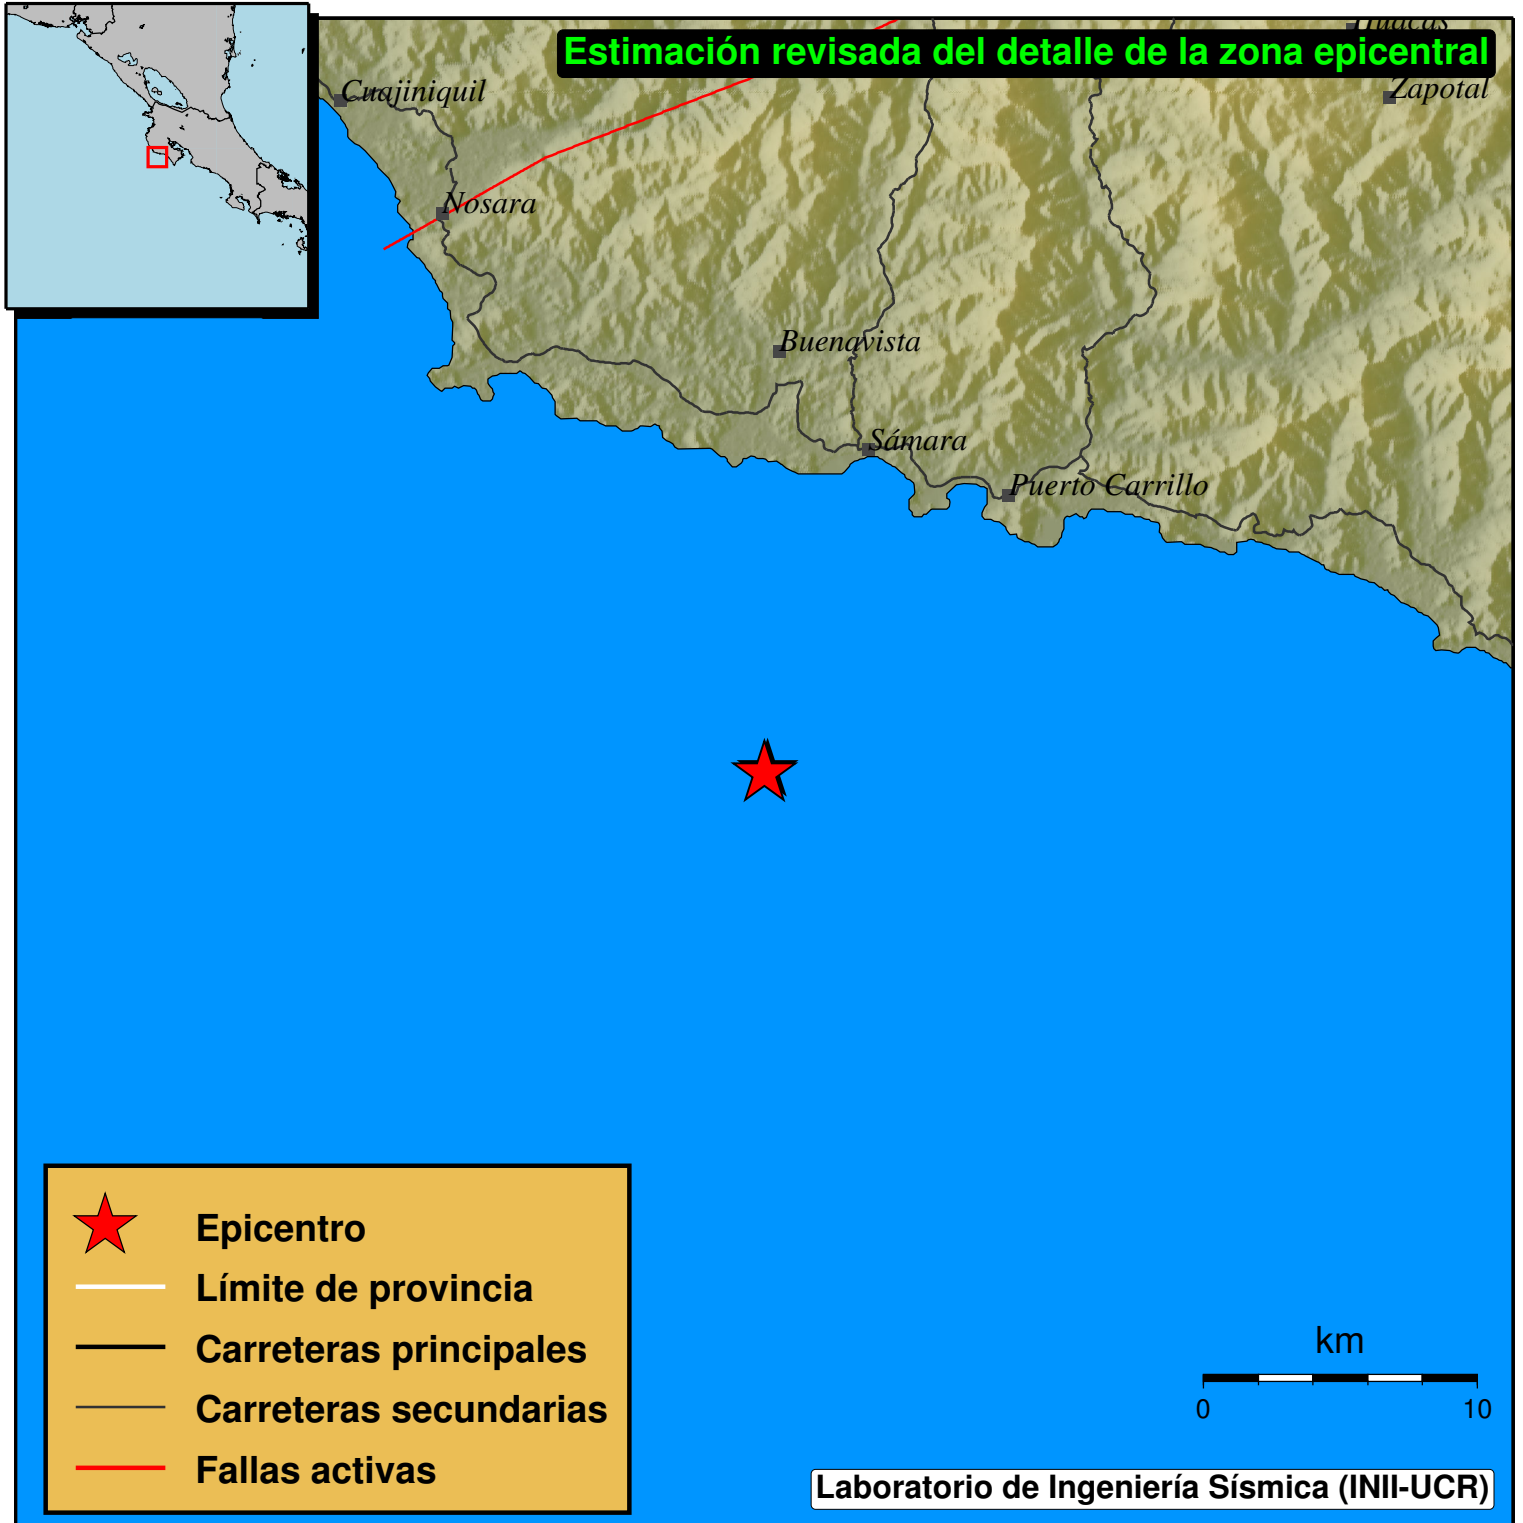 Estimación revisada del detalle de la zona epicentral
Cuajiniquil
Zapotal
Nosara
Buenavista
Sámara
Puerto Carrillo
Epicentro
Límite de provincia
Carreteras principales
Carreteras secundarias
Fallas activas
km
0 10
Laboratorio de Ingeniería Sísmica (INII-UCR)